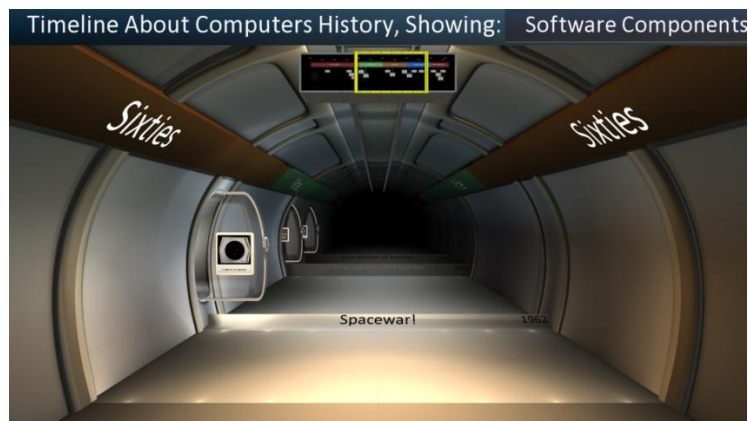 Timeline About Computers History, Showing: Software Components
Sixties
Sixties
Spacewar!
1962